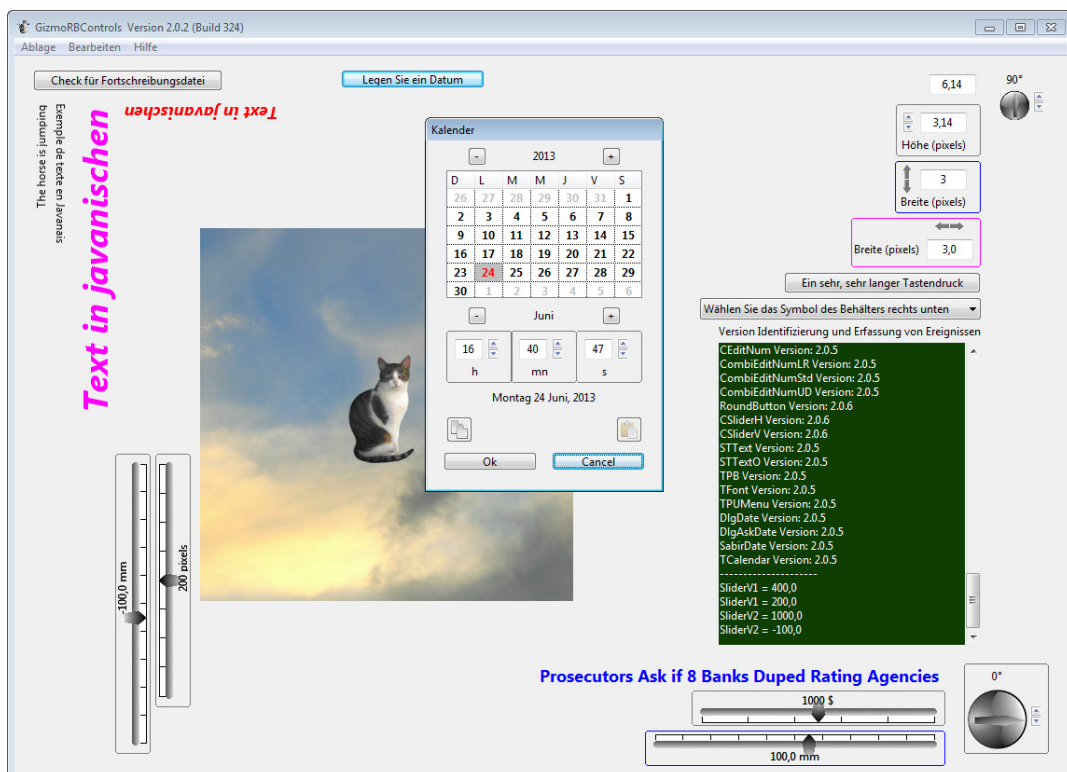 GizmoRBControls Version 2.0.2 (Build 324)
Ablage Bearbeiten Hilfe
Check für Fortschreibungsdatei
Legen Sie ein Datum
6,14
90°
The horse is jumping
Exemple de texte en Javanais
Text in javanischen
Text in javanischen
3,14
Höhe (pixels)
3
Breite (pixels)
Breite (pixels) 3,0
Ein sehr, sehr langer Tastendruck
Wählen Sie das Symbol des Behälters rechts unten
Version Identifizierung und Erfassung von Ereignissen
Kalender
- 2013 +
D L M M J V S
26 27 28 29 30 31 1
2 3 4 5 6 7 8
9 10 11 12 13 14 15
16 17 18 19 20 21 22
23 24 25 26 27 28 29
30 1 2 3 4 5 6
- Juni +
16 40 47
h mn s
Montag 24 Juni, 2013
Ok Cancel
CEditNum Version: 2.0.5
CombiEditNumLR Version: 2.0.5
CombiEditNumStd Version: 2.0.5
CombiEditNumUD Version: 2.0.5
RoundButton Version: 2.0.6
CSliderH Version: 2.0.6
CSliderV Version: 2.0.6
STText Version: 2.0.5
STTextO Version: 2.0.5
TPB Version: 2.0.5
TFont Version: 2.0.5
TPUMenu Version: 2.0.5
DlgDate Version: 2.0.5
DlgAskDate Version: 2.0.5
SabirDate Version: 2.0.5
TCalendar Version: 2.0.5
---------------------
SliderV1 = 400,0
SliderV1 = 200,0
SliderV2 = 1000,0
SliderV2 = -100,0
-100,0 mm
200 pixels
Prosecutors Ask if 8 Banks Duped Rating Agencies
1000 $
100,0 mm
0°